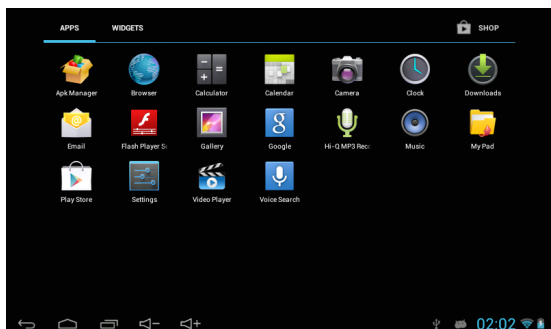 APPS WIDGETS SHOP
Apk Manager Browser Calculator Calendar Camera Clock Downloads
Email Flash Player S Gallery Google Hi-Q MP3 Rec My Pad Music
Play Store Settings Video Player Voice Search
02:02